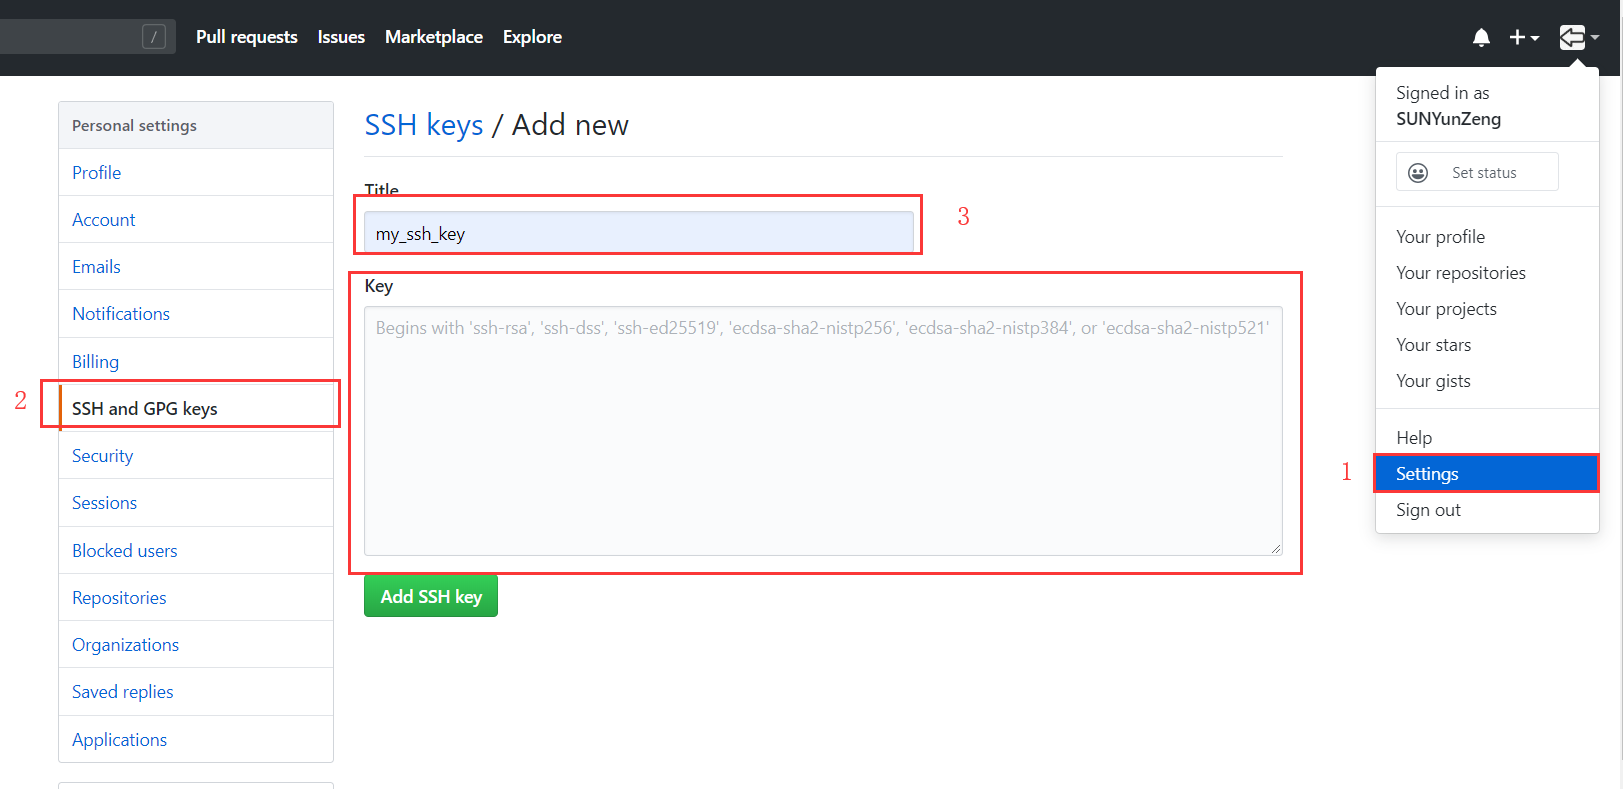 /
Pull requests Issues Marketplace Explore
Signed in as
SUNYunZeng
Set status
Your profile
Your repositories
Your projects
Your stars
Your gists
Help
1 Settings
Sign out
Personal settings
Profile
Account
Emails
Notifications
Billing
2 SSH and GPG keys
Security
Sessions
Blocked users
Repositories
Organizations
Saved replies
Applications
SSH keys / Add new
Title
my_ssh_key 3
Key
Begins with 'ssh-rsa', 'ssh-dss', 'ssh-ed25519', 'ecdsa-sha2-nistp256', 'ecdsa-sha2-nistp384', or 'ecdsa-sha2-nistp521'
Add SSH key